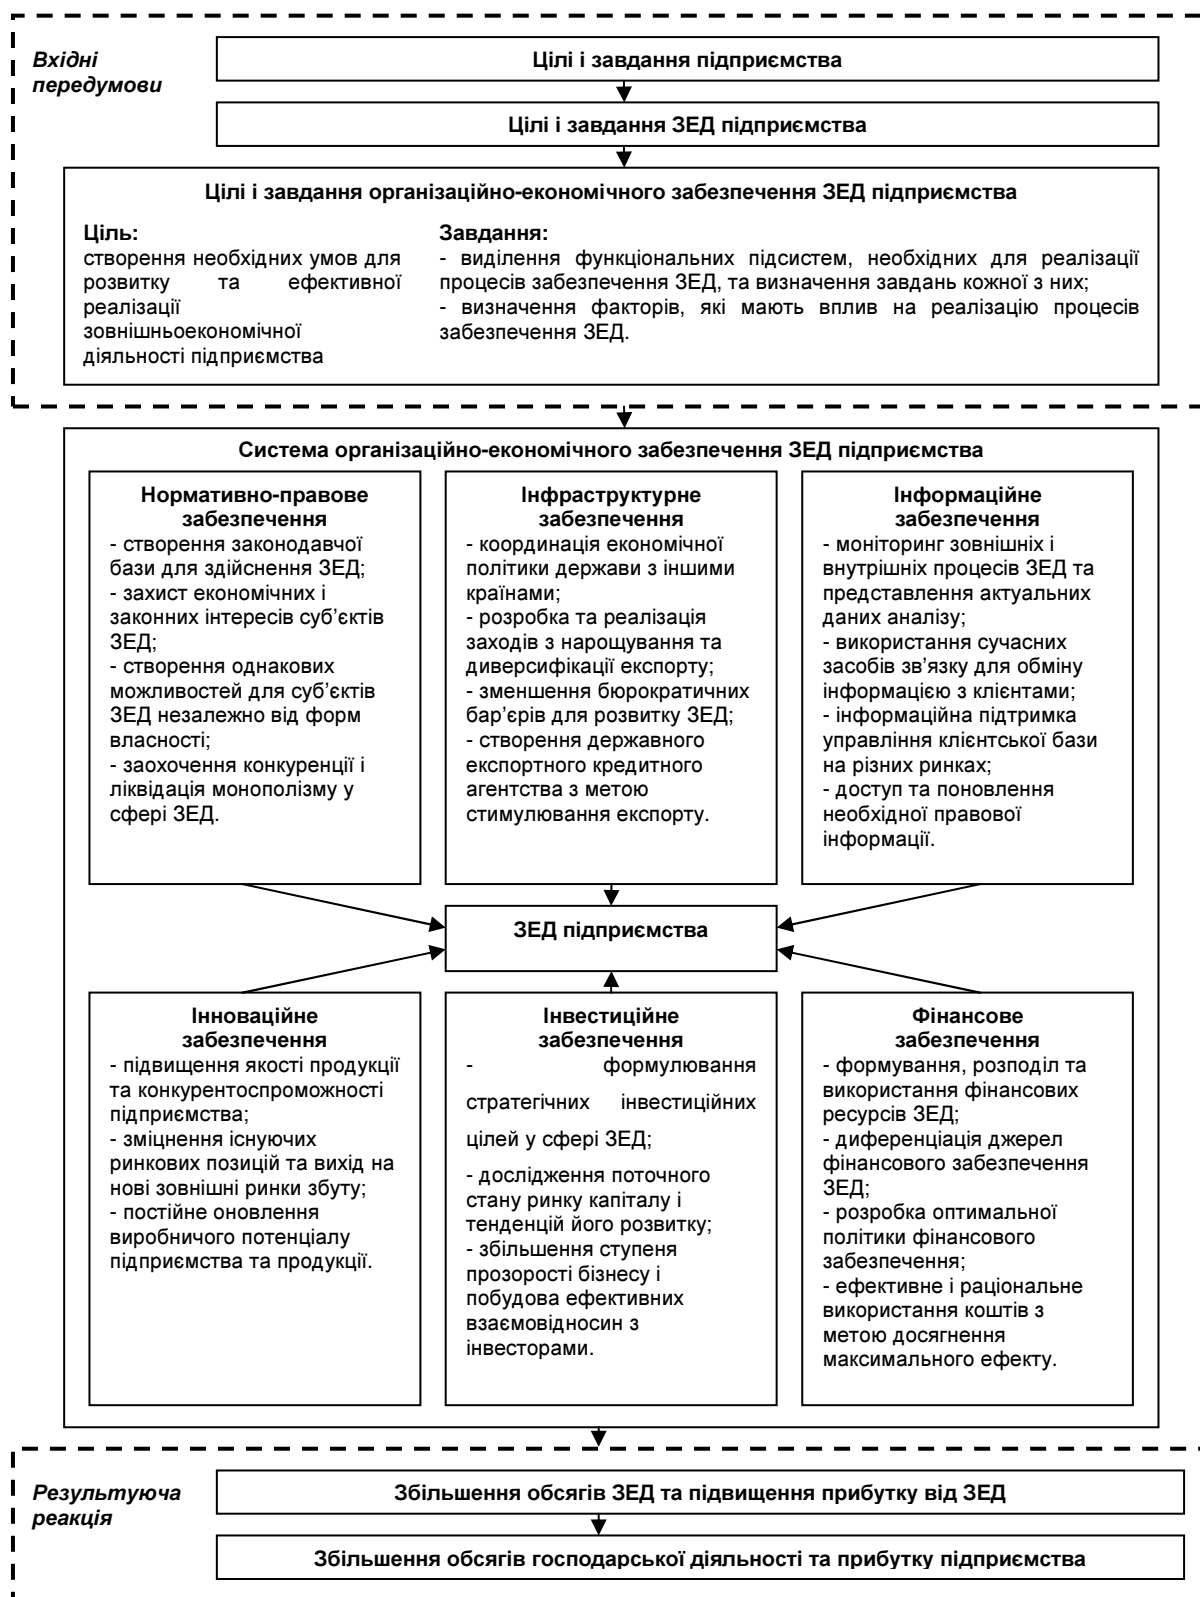 Вхідні
передумови
Цілі і завдання підприємства
Цілі і завдання ЗЕД підприємства
Цілі і завдання організаційно-економічного забезпечення ЗЕД підприємства
Ціль:
створення необхідних умов для
розвитку та ефективної
реалізації
зовнішньоекономічної
діяльності підприємства
Завдання:
- виділення функціональних підсистем, необхідних для реалізації
процесів забезпечення ЗЕД, та визначення завдань кожної з них;
- визначення факторів, які мають вплив на реалізацію процесів
забезпечення ЗЕД.
Система організаційно-економічного забезпечення ЗЕД підприємства
Нормативно-правове
забезпечення
- створення законодавчої
бази для здійснення ЗЕД;
- захист економічних і
законних інтересів суб’єктів
ЗЕД;
- створення однакових
можливостей для суб’єктів
ЗЕД незалежно від форм
власності;
- заохочення конкуренції і
ліквідація монополізму у
сфері ЗЕД.
Інфраструктурне
забезпечення
- координація економічної
політики держави з іншими
країнами;
- розробка та реалізація
заходів з нарощування та
диверсифікації експорту;
- зменшення бюрократичних
бар’єрів для розвитку ЗЕД;
- створення державного
експортного кредитного
агентства з метою
стимулювання експорту.
Інформаційне
забезпечення
- моніторинг зовнішніх і
внутрішніх процесів ЗЕД та
представлення актуальних
даних аналізу;
- використання сучасних
засобів зв’язку для обміну
інформацією з клієнтами;
- інформаційна підтримка
управління клієнтської бази
на різних ринках;
- доступ та поновлення
необхідної правової
інформації.
ЗЕД підприємства
Інноваційне
забезпечення
- підвищення якості продукції
та конкурентоспроможності
підприємства;
- зміцнення існуючих
ринкових позицій та вихід на
нові зовнішні ринки збуту;
- постійне оновлення
виробничого потенціалу
підприємства та продукції.
Інвестиційне
забезпечення
- формулювання
стратегічних інвестиційних
цілей у сфері ЗЕД;
- дослідження поточного
стану ринку капіталу і
тенденцій його розвитку;
- збільшення ступеня
прозорості бізнесу і
побудова ефективних
взаємовідносин з
інвесторами.
Фінансове
забезпечення
- формування, розподіл та
використання фінансових
ресурсів ЗЕД;
- диференціація джерел
фінансового забезпечення
ЗЕД;
- розробка оптимальної
політики фінансового
забезпечення;
- ефективне і раціональне
використання коштів з
метою досягнення
максимального ефекту.
Результуюча
реакція
Збільшення обсягів ЗЕД та підвищення прибутку від ЗЕД
Збільшення обсягів господарської діяльності та прибутку підприємства